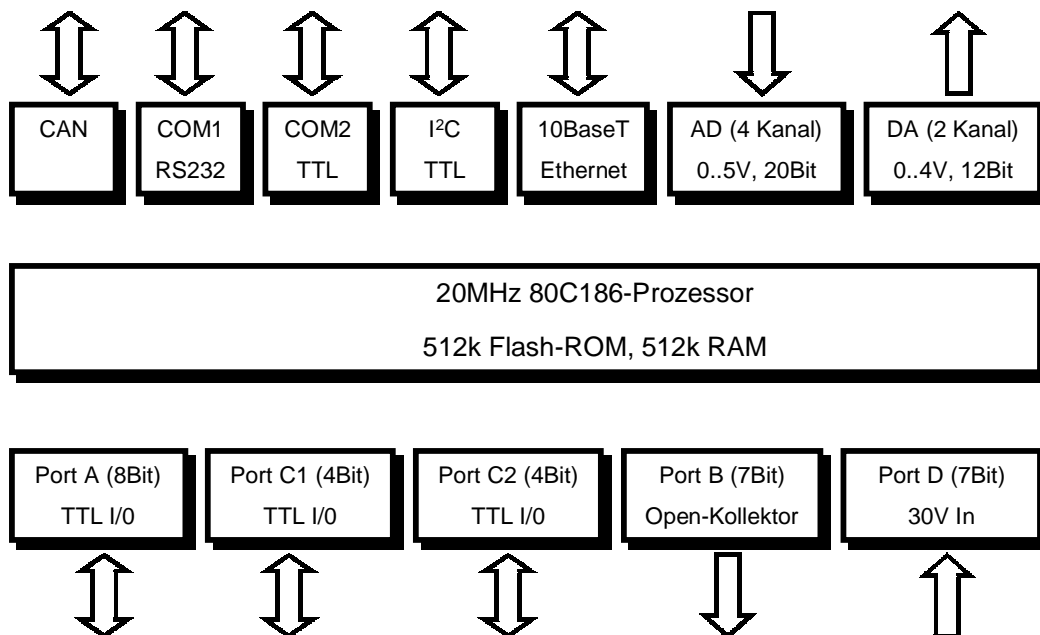 CAN
COM1
RS232
COM2
TTL
I²C
TTL
10BaseT
Ethernet
AD (4 Kanal)
0..5V, 20Bit
DA (2 Kanal)
0..4V, 12Bit
20MHz 80C186-Prozessor
512k Flash-ROM, 512k RAM
Port A (8Bit)
TTL I/0
Port C1 (4Bit)
TTL I/0
Port C2 (4Bit)
TTL I/0
Port B (7Bit)
Open-Kollektor
Port D (7Bit)
30V In